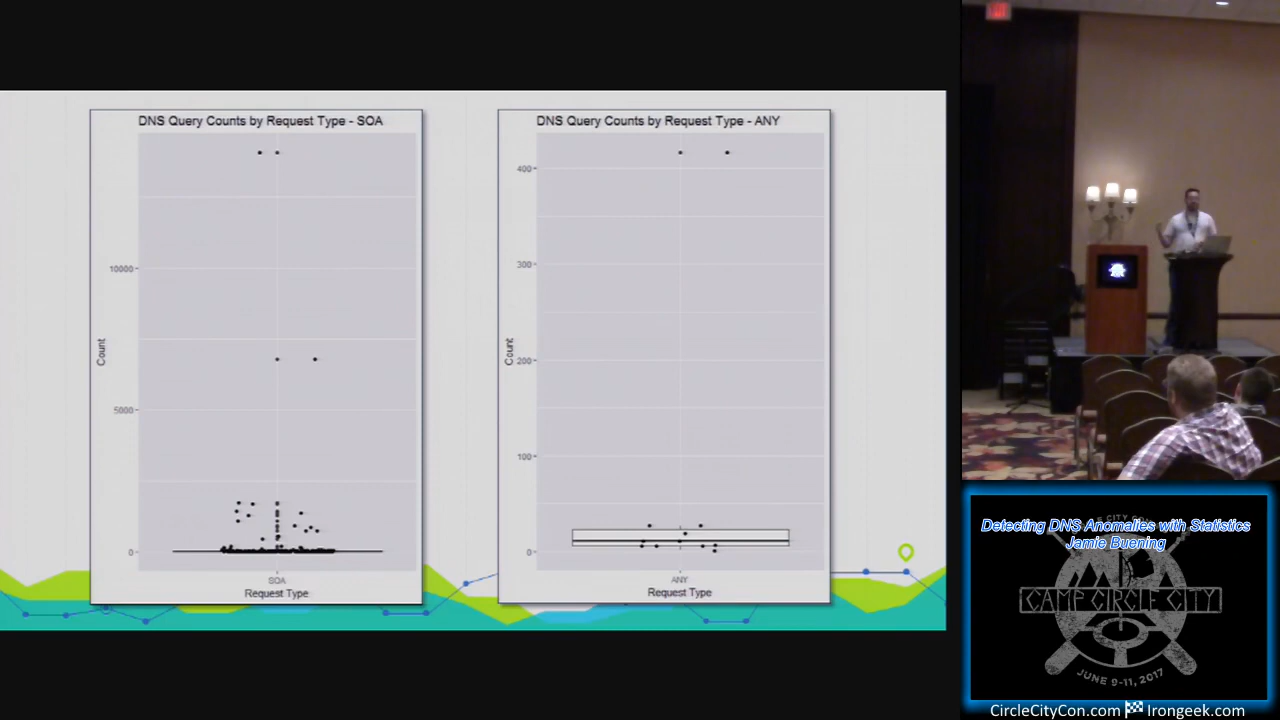 DNS Query Counts by Request Type - SOA
10000
5000
0
Count
SOA
Request Type
DNS Query Counts by Request Type - ANY
400
300
200
100
0
Count
ANY
Request Type
Detecting DNS Anomalies with Statistics
Jamie Buening
CAMP CIRCLE CITY
JUNE 9-11, 2017
CircleCityCon.com Irongeek.com